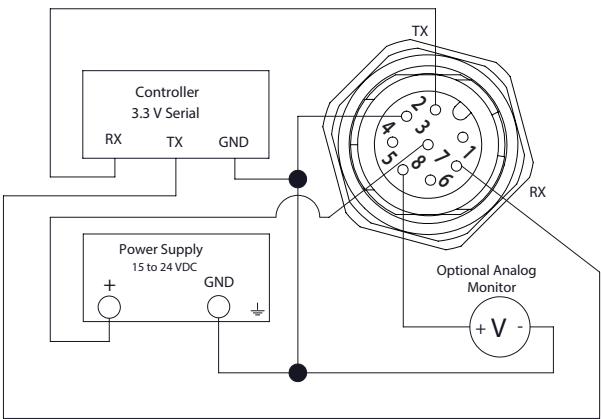 TX
Controller
3.3 V Serial
RX TX GND
2
4 3 1
5 8 7 6
RX
Power Supply
15 to 24 VDC
+ GND
Optional Analog
Monitor
+ V -